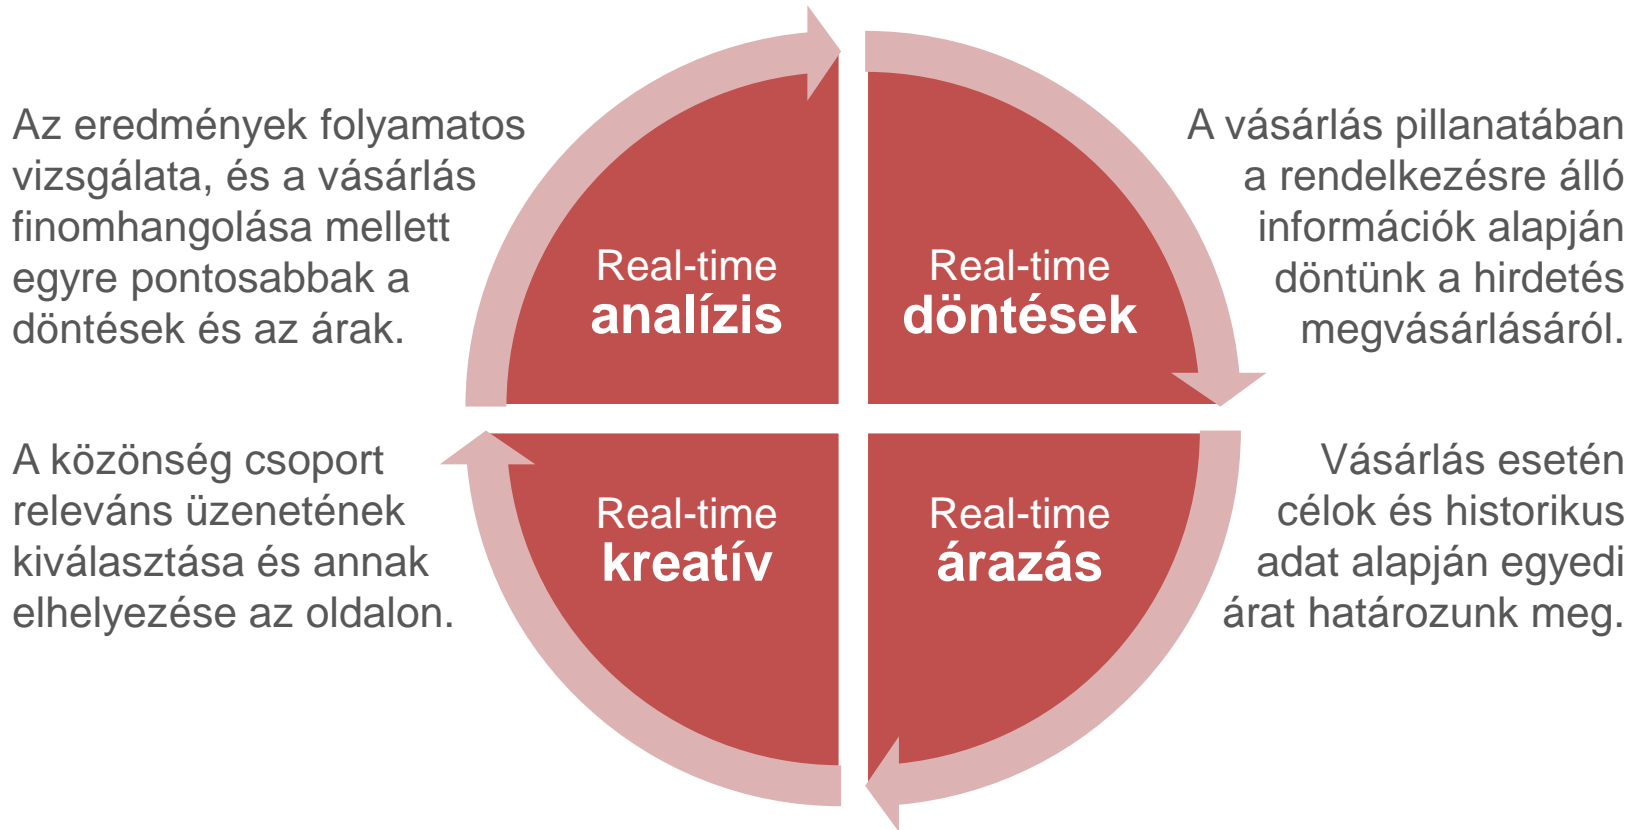 Az eredmények folyamatos
vizsgálata, és a vásárlás
finomhangolása mellett
egyre pontosabbak a
döntések és az árak.
Real-time
analízis
Real-time
döntések
A vásárlás pillanatában
a rendelkezésre álló
információk alapján
döntünk a hirdetés
megvásárlásáról.
A közönség csoport
releváns üzenetének
kiválasztása és annak
elhelyezése az oldalon.
Real-time
kreatív
Real-time
árazás
Vásárlás esetén
célok és historikus
adat alapján egyedi
árat határozunk meg.